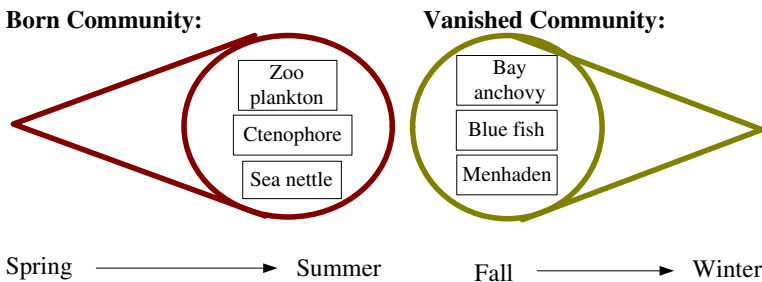 Born Community:
Vanished Community:
Zoo
plankton
Ctenophore
Sea nettle
Bay
anchovy
Blue fish
Menhaden
Spring
Summer
Fall
Winter